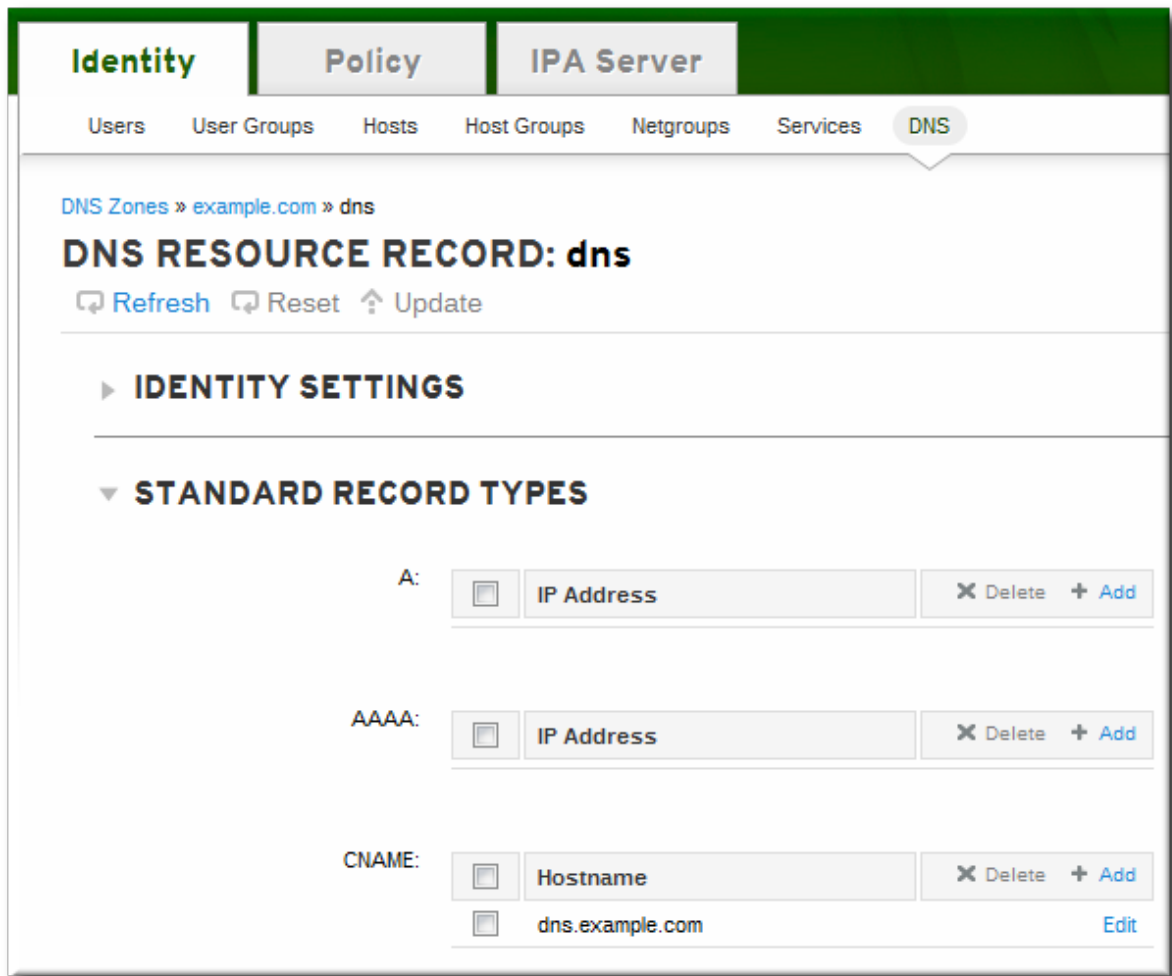 Identity Policy IPA Server
Users User Groups Hosts Host Groups Netgroups Services DNS
DNS Zones » example.com » dns
DNS RESOURCE RECORD: dns
Refresh Reset Update
IDENTITY SETTINGS
STANDARD RECORD TYPES
A: IP Address Delete Add
AAAA: IP Address Delete Add
CNAME: Hostname Delete Add
dns.example.com Edit